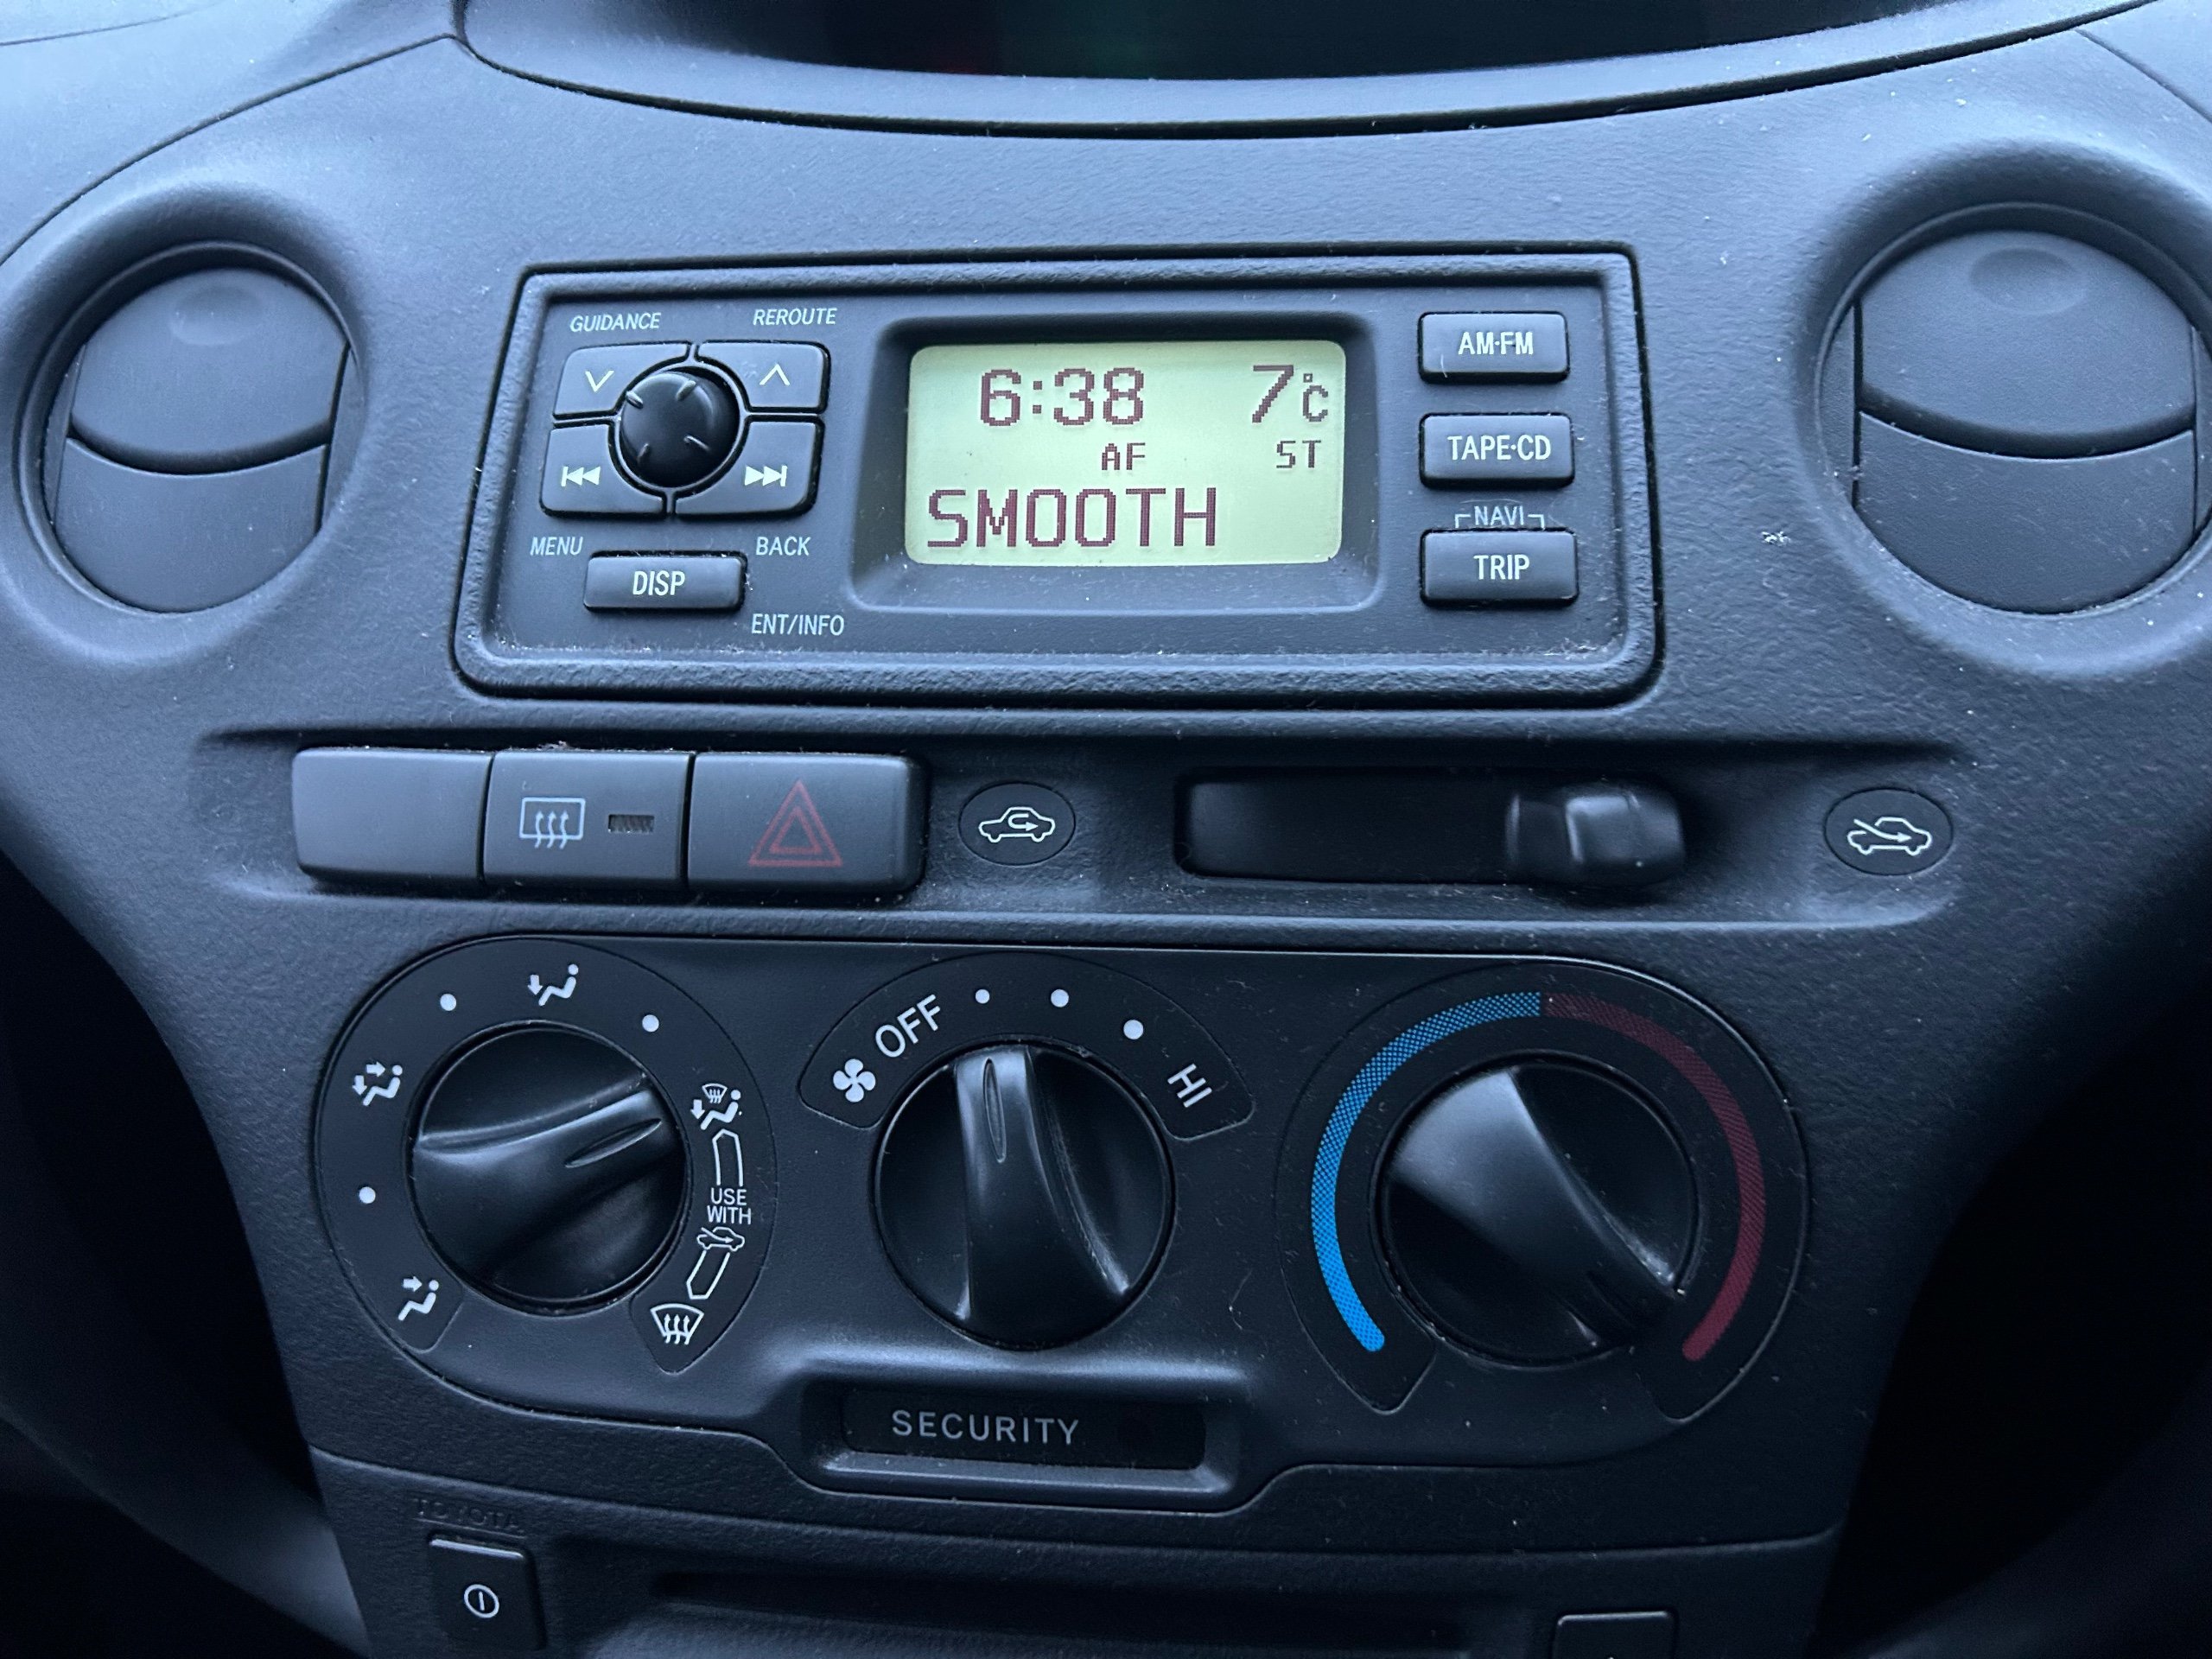 GUIDANCE REROUTE
6:38 7°C
AM·FM
AF ST
TAPE·CD
SMOOTH
NAVI
MENU BACK
DISP
TRIP
ENT/INFO
OFF
HI
USE
WITH
SECURITY
TOYOTA